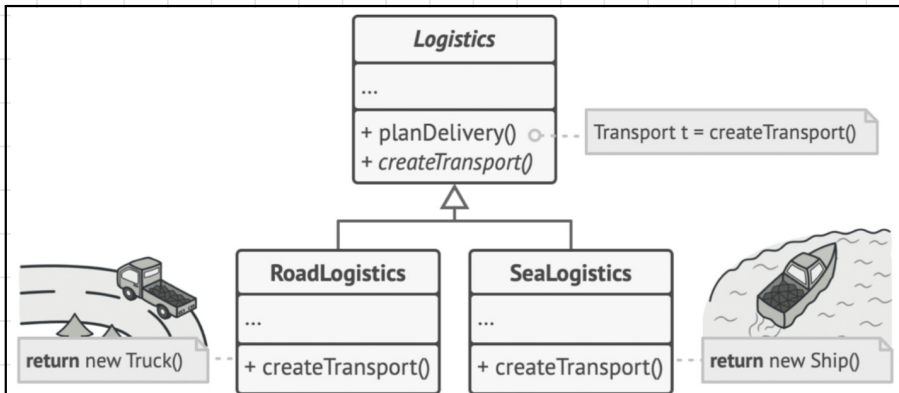 Logistics
...
+ planDelivery()
Transport t = createTransport()
+ createTransport()
RoadLogistics
...
+ createTransport()
return new Truck()
SeaLogistics
...
+ createTransport()
return new Ship()